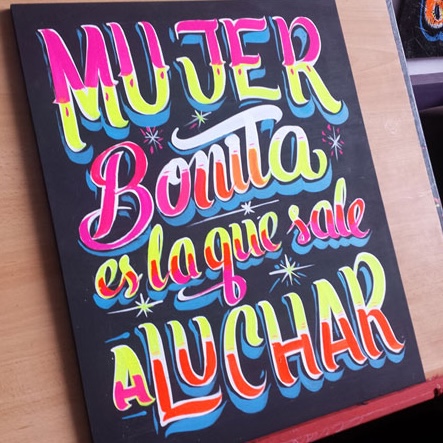 MUJER
Bonita
es la que sale
A LUCHAR